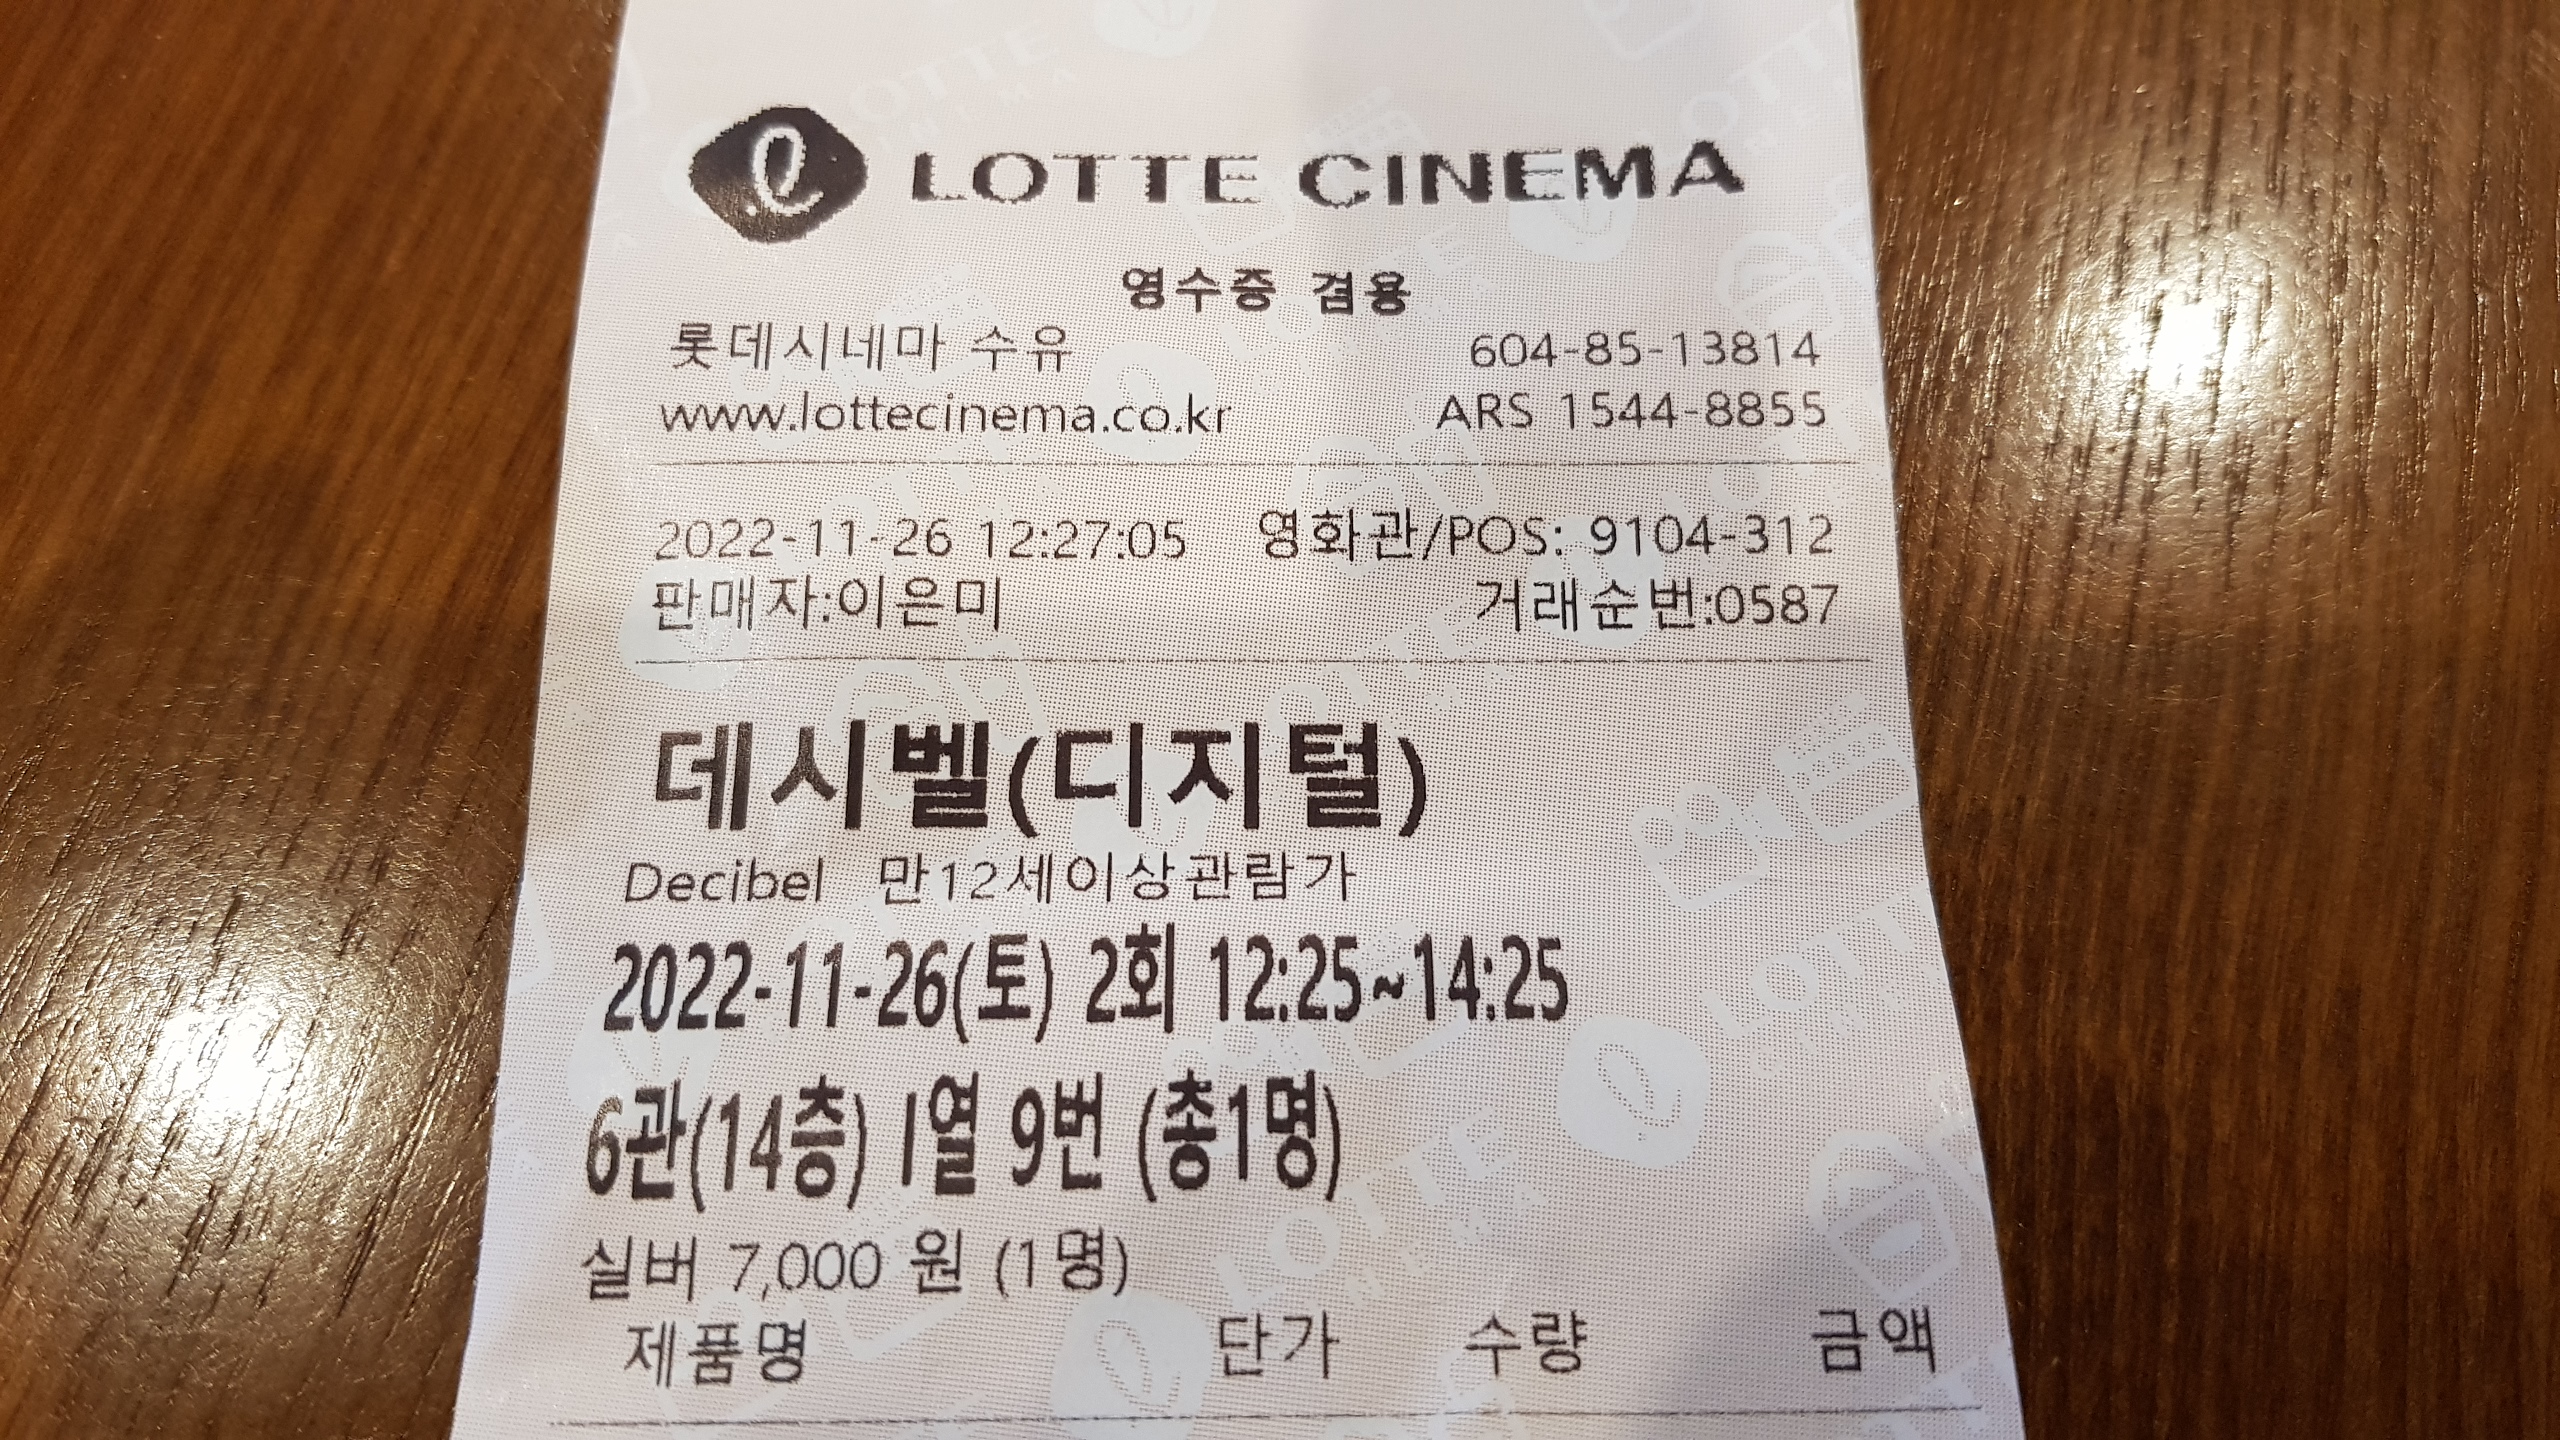 LOTTE CINEMA
영수증 겸용
롯데시네마 수유 604-85-13814
www.lottecinema.co.kr ARS 1544-8855
2022-11-26 12:27:05 영화관/POS: 9104-312
판매자:이은미 거래순번:0587
데시벨(디지털)
Decibel 만12세이상관람가
2022-11-26(토) 2회 12:25~14:25
6관(14층) I열 9번 (총1명)
실버 7,000 원 (1명)
제품명 단가 수량 금액